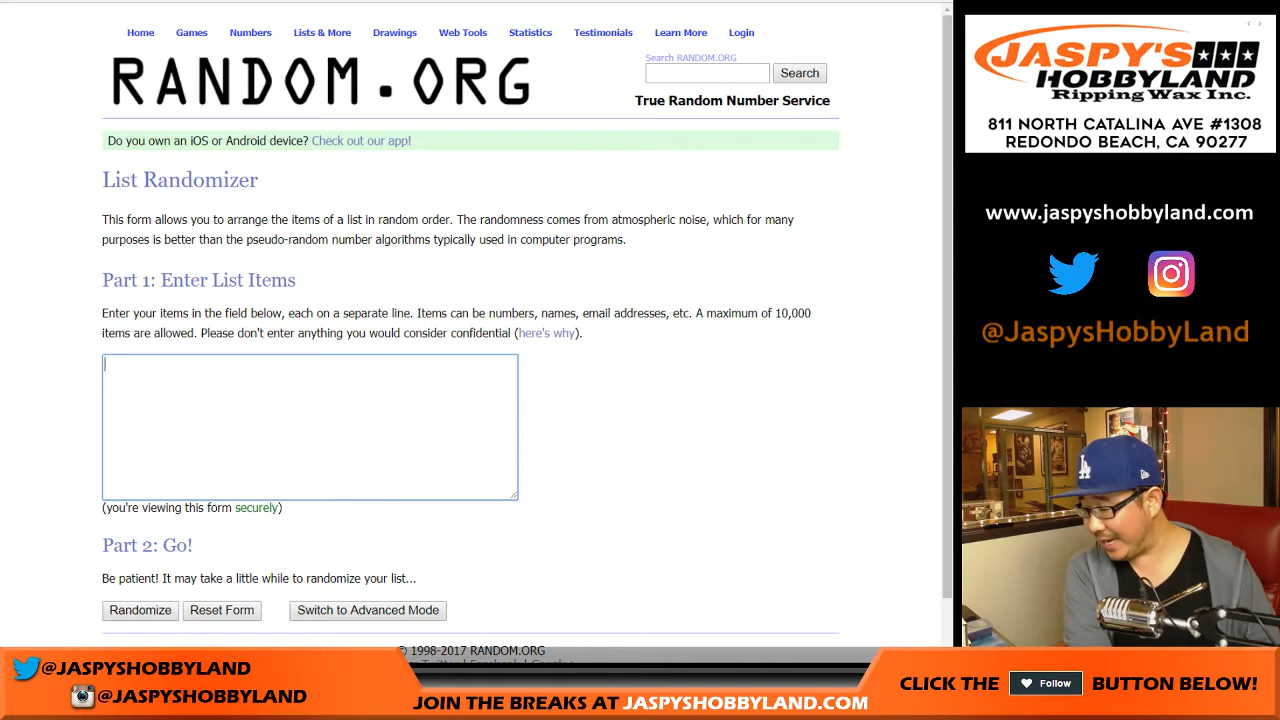 Home Games Numbers Lists & More Drawings Web Tools Statistics Testimonials Learn More Login
RANDOM.ORG
Search RANDOM.ORG
Search
True Random Number Service
Do you own an iOS or Android device? Check out our app!
List Randomizer
This form allows you to arrange the items of a list in random order. The randomness comes from atmospheric noise, which for many
purposes is better than the pseudo-random number algorithms typically used in computer programs.
Part 1: Enter List Items
Enter your items in the field below, each on a separate line. Items can be numbers, names, email addresses, etc. A maximum of 10,000
items are allowed. Please don't enter anything you would consider confidential (here's why).
(you're viewing this form securely)
Part 2: Go!
Be patient! It may take a little while to randomize your list...
Randomize Reset Form Switch to Advanced Mode
© 1998-2017 RANDOM.ORG
JASPY'S
HOBBYLAND
Ripping Wax Inc.
811 NORTH CATALINA AVE #1308
REDONDO BEACH, CA 90277
www.jaspyshobbyland.com
@JaspysHobbyLand
LA
@JASPYSHOBBYLAND
@JASPYSHOBBYLAND
JOIN THE BREAKS AT JASPYSHOBBYLAND.COM
CLICK THE Follow BUTTON BELOW!